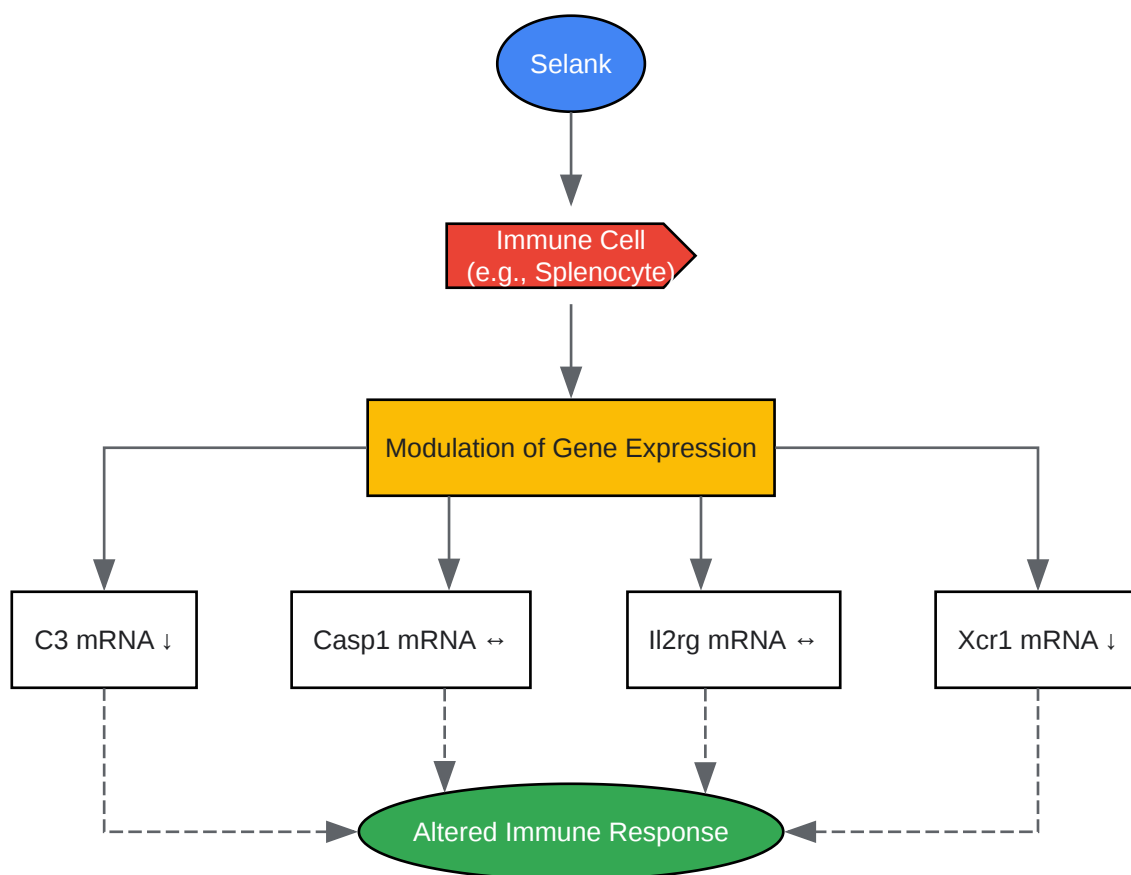 Selank
Immune Cell
(e.g., Splenocyte)
Modulation of Gene Expression
C3 mRNA ↓
Casp1 mRNA ↔
Il2rg mRNA ↔
Xcr1 mRNA ↓
Altered Immune Response